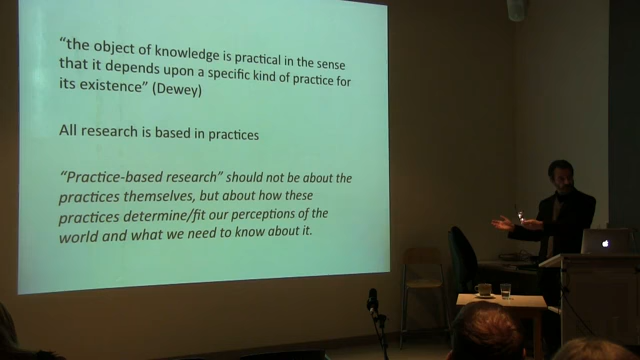 “the object of knowledge is practical in the sense
that it depends upon a specific kind of practice for
its existence” (Dewey)
All research is based in practices
“Practice-based research” should not be about the
practices themselves, but about how these
practices determine/fit our perceptions of the
world and what we need to know about it.